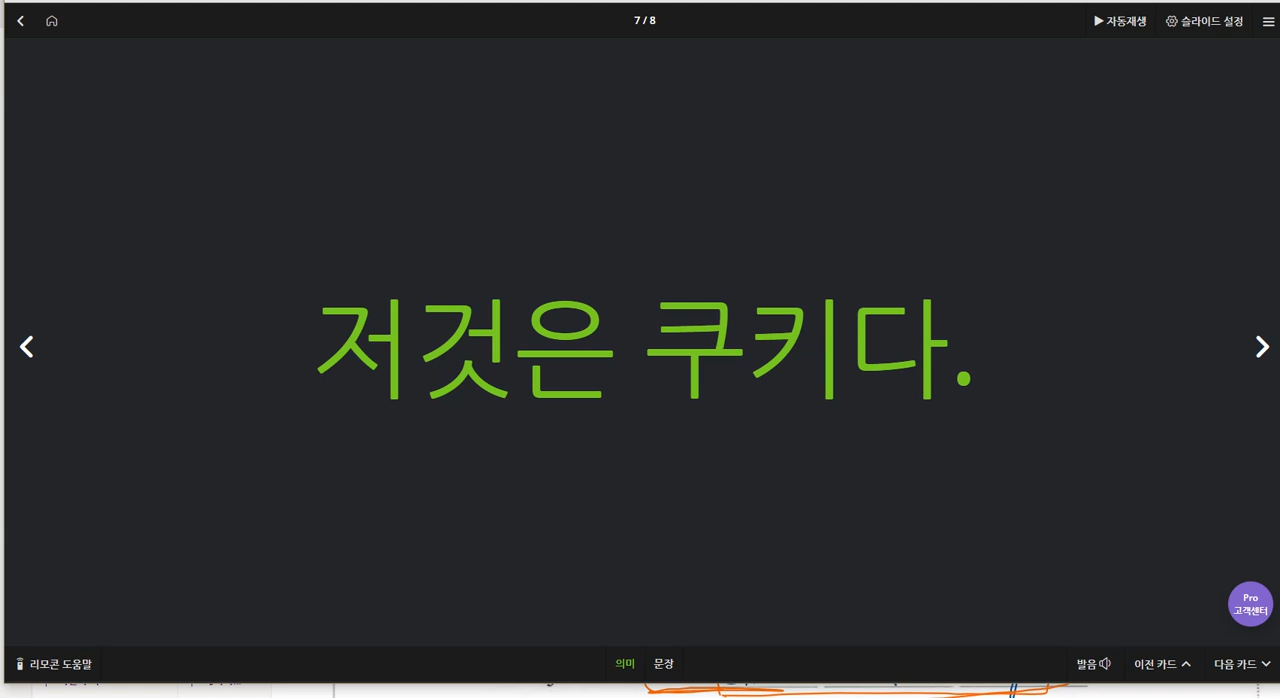 7 / 8
자동재생
슬라이드 설정
저것은 쿠키다.
Pro
고객센터
리모콘 도움말
의미
문장
발음
이전 카드
다음 카드